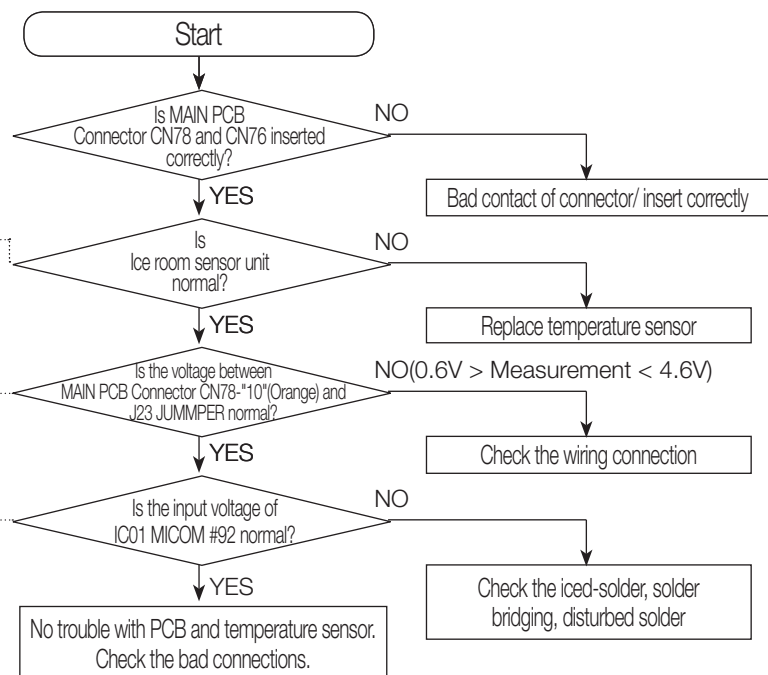 Start
Is MAIN PCB
Connector CN78 and CN76 inserted
correctly?
NO
Bad contact of connector/ insert correctly
YES
Is
Ice room sensor unit
normal?
NO
Replace temperature sensor
YES
Is the voltage between
MAIN PCB Connector CN78-"10"(Orange) and
J23 JUMMPER normal?
NO(0.6V > Measurement < 4.6V)
Check the wiring connection
YES
Is the input voltage of
IC01 MICOM #92 normal?
NO
Check the iced-solder, solder
bridging, disturbed solder
YES
No trouble with PCB and temperature sensor.
Check the bad connections.